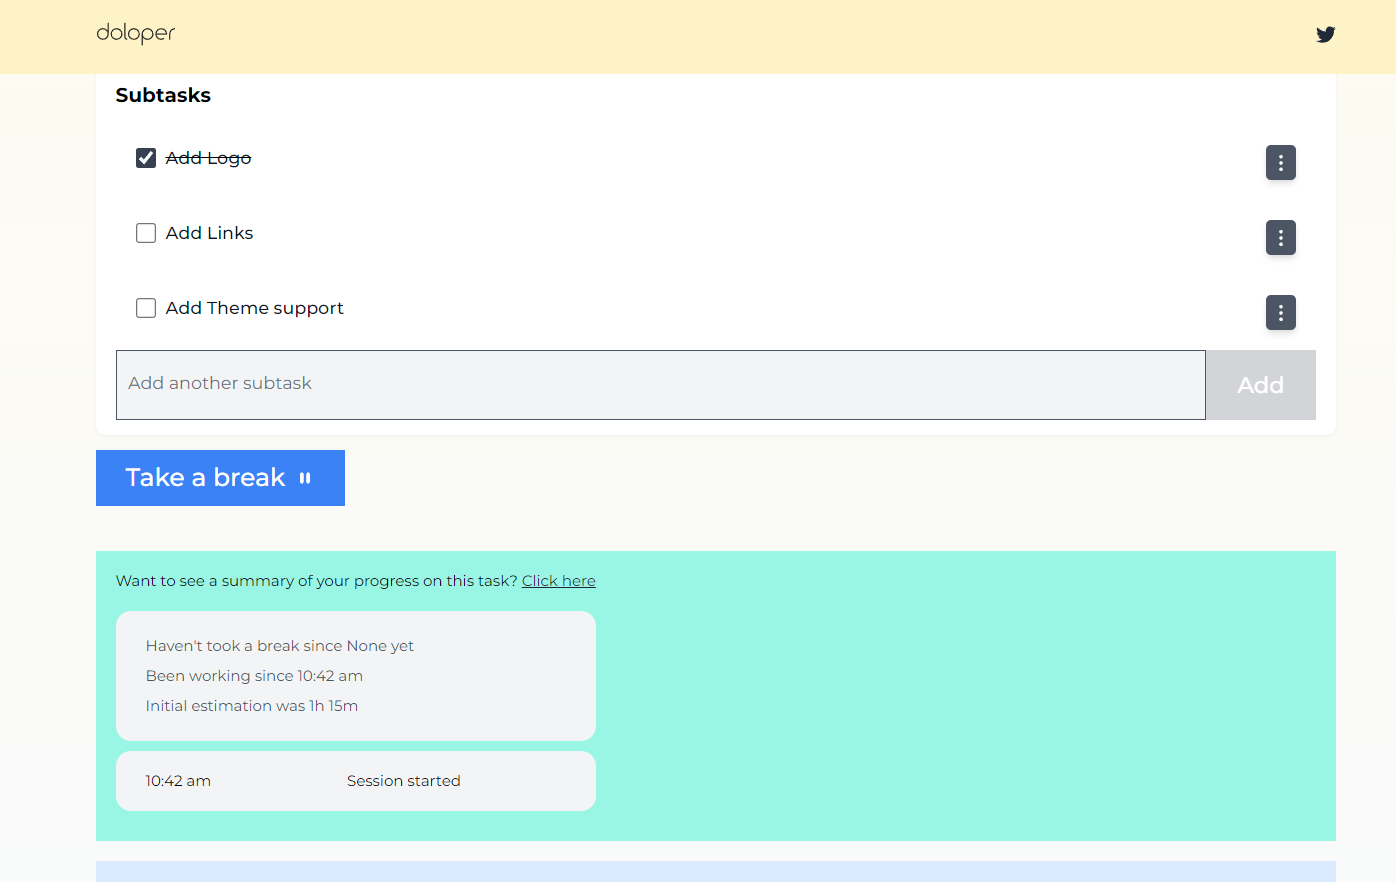 doloper
Subtasks
Add Logo
Add Links
Add Theme support
Add another subtask
Add
Take a break
Want to see a summary of your progress on this task? Click here
Haven't took a break since None yet
Been working since 10:42 am
Initial estimation was 1h 15m
10:42 am Session started